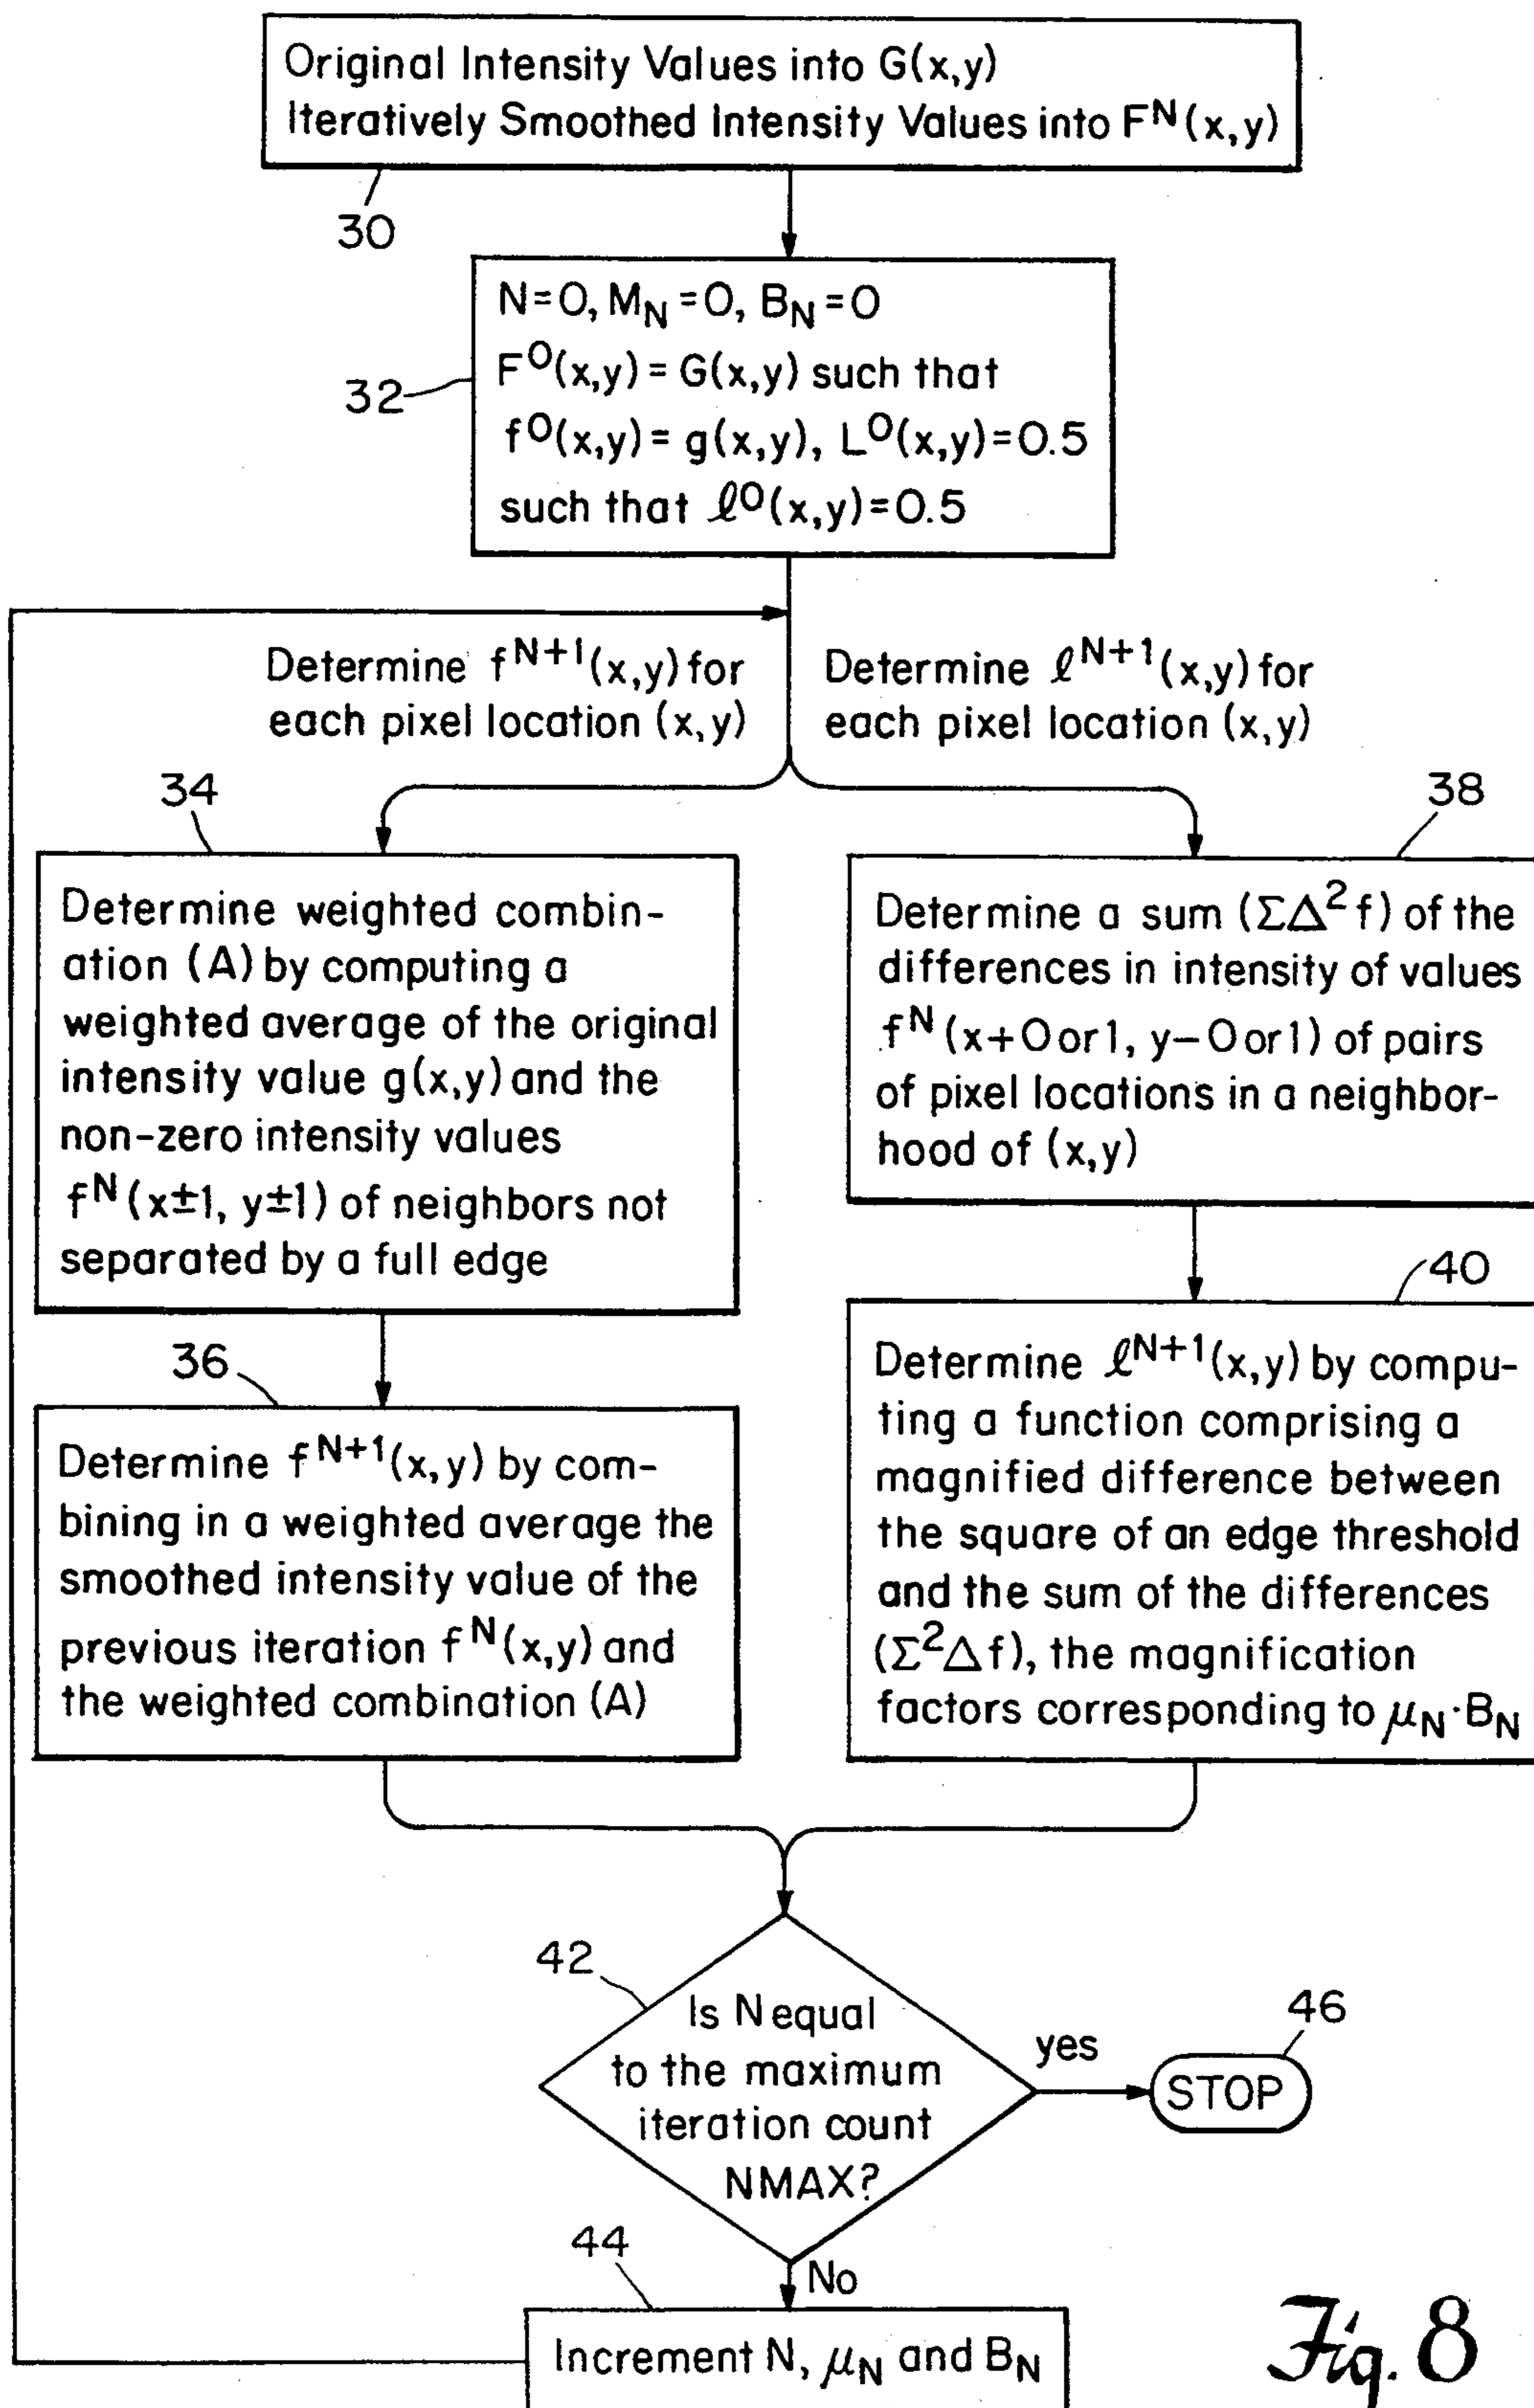 Original Intensity Values into G(x,y)
Iteratively Smoothed Intensity Values into Fᴺ(x,y)
30
N=0, M_N=0, B_N=0
F⁰(x,y) = G(x,y) such that
f⁰(x,y) = g(x,y), L⁰(x,y)=0.5
such that ℓ⁰(x,y)=0.5
32
Determine f^N+1(x,y) for
each pixel location (x,y)
Determine ℓ^N+1(x,y) for
each pixel location (x,y)
34
Determine weighted combin-
ation (A) by computing a
weighted average of the original
intensity value g(x,y) and the
non-zero intensity values
fᴺ(x±1, y±1) of neighbors not
separated by a full edge
36
Determine f^N+1(x,y) by com-
bining in a weighted average the
smoothed intensity value of the
previous iteration fᴺ(x,y) and
the weighted combination (A)
38
Determine a sum (ΣΔ²f) of the
differences in intensity of values
fᴺ(x+0 or 1, y-0 or 1) of pairs
of pixel locations in a neighbor-
hood of (x,y)
40
Determine ℓ^N+1(x,y) by compu-
ting a function comprising a
magnified difference between
the square of an edge threshold
and the sum of the differences
(Σ²Δf), the magnification
factors corresponding to μ_N·B_N
42
Is N equal
to the maximum
iteration count
NMAX?
yes
46
STOP
No
44
Increment N, μ_N and B_N
Fig. 8